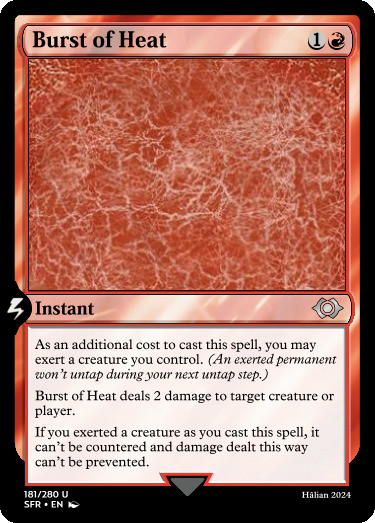 Burst of Heat 1
Instant
As an additional cost to cast this spell, you may
exert a creature you control. (An exerted permanent
won't untap during your next untap step.)
Burst of Heat deals 2 damage to target creature or
player.
If you exerted a creature as you cast this spell, it
can't be countered and damage dealt this way
can't be prevented.
181/280 U
SFR • EN Hālian 2024